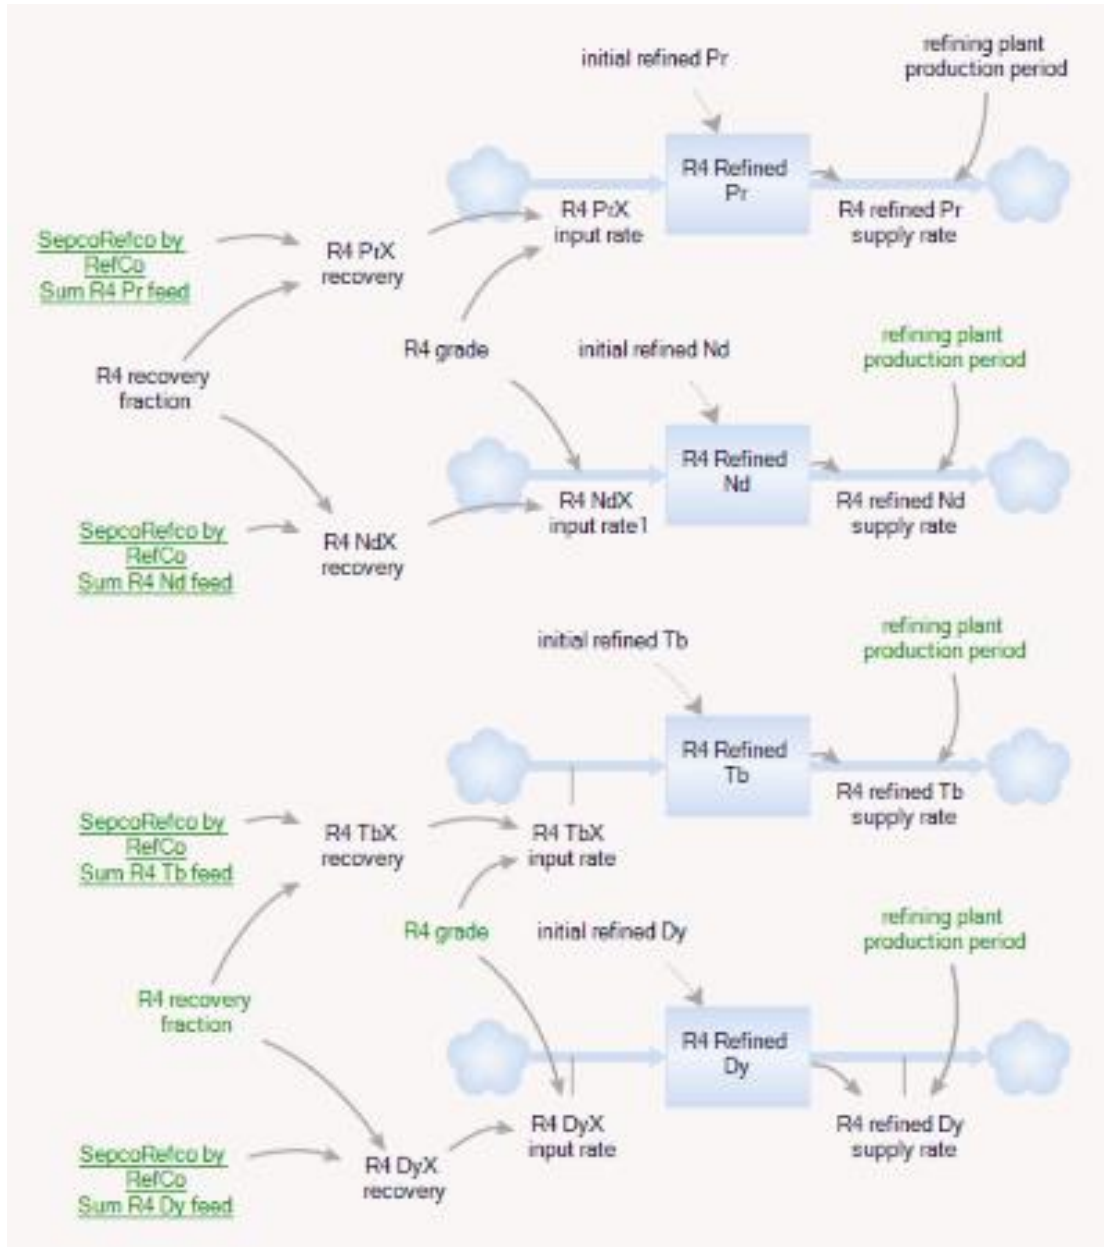 initial refined Pr
refining plant
production period
R4 Refined
Pr
R4 PrX
input rate
R4 refined Pr
supply rate
SepcoRefco by
RefCo
Sum R4 Pr feed
R4 PrX
recovery
R4 grade
initial refined Nd
refining plant
production period
R4 recovery
fraction
R4 Refined
Nd
R4 NdX
input rate1
R4 refined Nd
supply rate
SepcoRefco by
RefCo
Sum R4 Nd feed
R4 NdX
recovery
initial refined Tb
refining plant
production period
R4 Refined
Tb
R4 refined Tb
supply rate
SepcoRefco by
RefCo
Sum R4 Tb feed
R4 TbX
recovery
R4 TbX
input rate
R4 grade
initial refined Dy
refining plant
production period
R4 recovery
fraction
R4 Refined
Dy
R4 DyX
input rate
R4 refined Dy
supply rate
SepcoRefco by
RefCo
Sum R4 Dy feed
R4 DyX
recovery